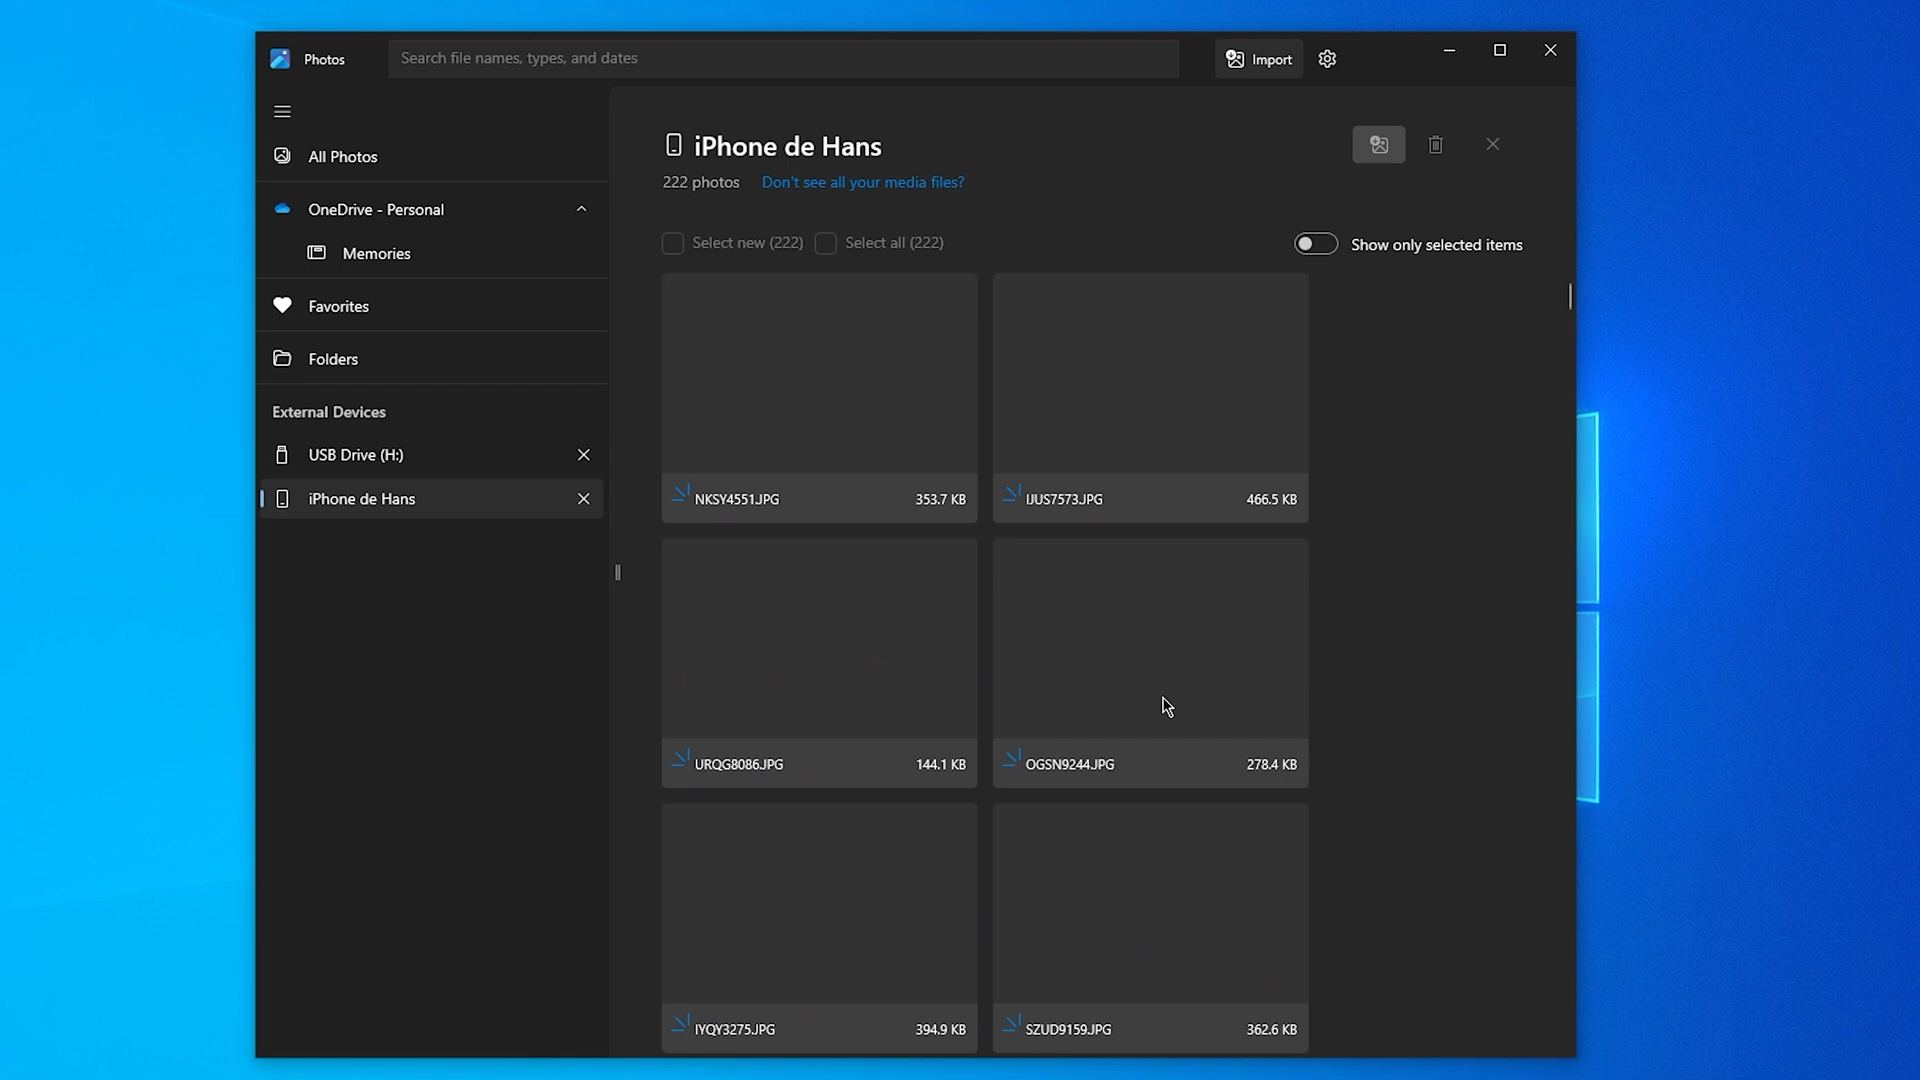 Photos
Search file names, types, and dates
Import
All Photos
OneDrive - Personal
Memories
Favorites
Folders
External Devices
USB Drive (H:)
iPhone de Hans
iPhone de Hans
222 photos Don't see all your media files?
Select new (222) Select all (222) Show only selected items
NKSY4551.JPG 353.7 KB
IJUS7573.JPG 466.5 KB
URQG8086.JPG 144.1 KB
OGSN9244.JPG 278.4 KB
IYQY3275.JPG 394.9 KB
SZUD9159.JPG 362.6 KB